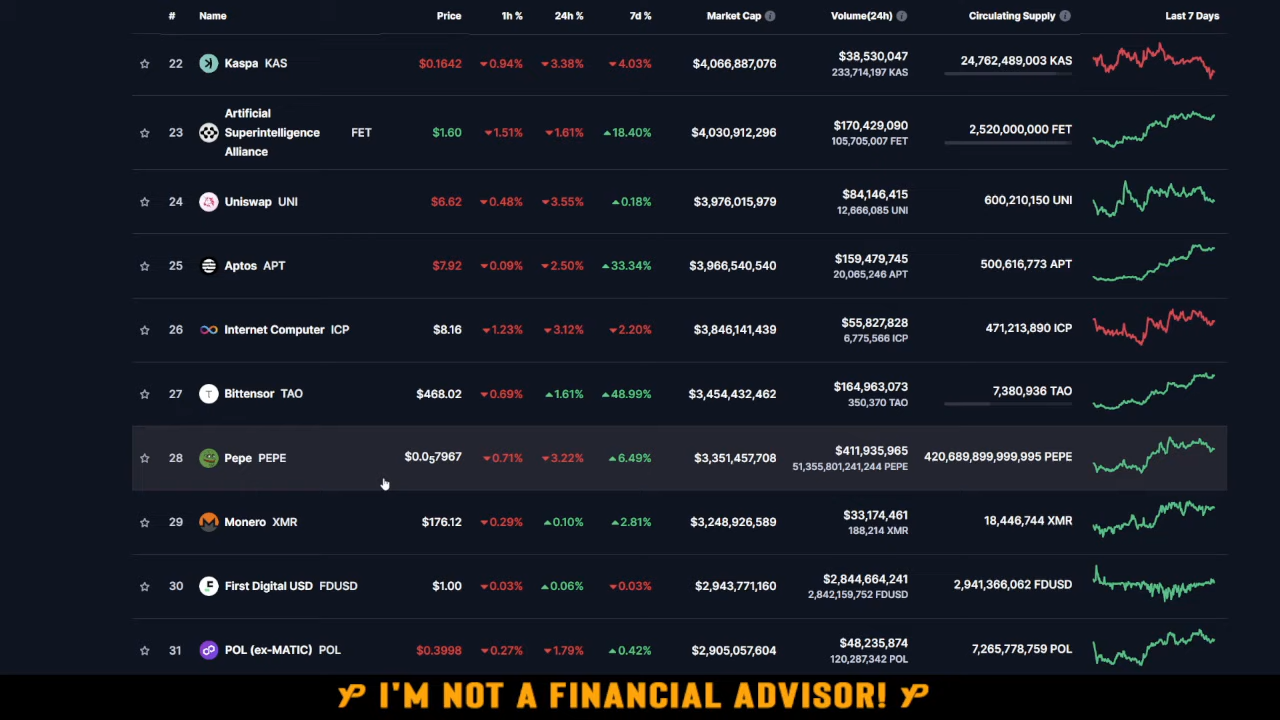 # Name Price 1h % 24h % 7d % Market Cap Volume(24h) Circulating Supply Last 7 Days
22 Kaspa KAS $0.1642 0.94% 3.38% 4.03% $4,066,887,076 $38,530,047 24,762,489,003 KAS
233,714,197 KAS
Artificial
23 Superintelligence FET $1.60 1.51% 1.61% 18.40% $4,030,912,296 $170,429,090 2,520,000,000 FET
Alliance 105,705,007 FET
24 Uniswap UNI $6.62 0.48% 3.55% 0.18% $3,976,015,979 $84,146,415 600,210,150 UNI
12,666,085 UNI
25 Aptos APT $7.92 0.09% 2.50% 33.34% $3,966,540,540 $159,479,745 500,616,773 APT
20,065,246 APT
26 Internet Computer ICP $8.16 1.23% 3.12% 2.20% $3,846,141,439 $55,827,828 471,213,890 ICP
6,775,566 ICP
27 Bittensor TAO $468.02 0.69% 1.61% 48.99% $3,454,432,462 $164,963,073 7,380,936 TAO
350,370 TAO
28 Pepe PEPE $0.0₅7967 0.71% 3.22% 6.49% $3,351,457,708 $411,935,965 420,689,899,999,995 PEPE
51,355,801,241,244 PEPE
29 Monero XMR $176.12 0.29% 0.10% 2.81% $3,248,926,589 $33,174,461 18,446,744 XMR
188,214 XMR
30 First Digital USD FDUSD $1.00 0.03% 0.06% 0.03% $2,943,771,160 $2,844,664,241 2,941,366,062 FDUSD
2,842,159,752 FDUSD
31 POL (ex-MATIC) POL $0.3998 0.27% 1.79% 0.42% $2,905,057,604 $48,235,874 7,265,778,759 POL
120,287,342 POL
I'M NOT A FINANCIAL ADVISOR!